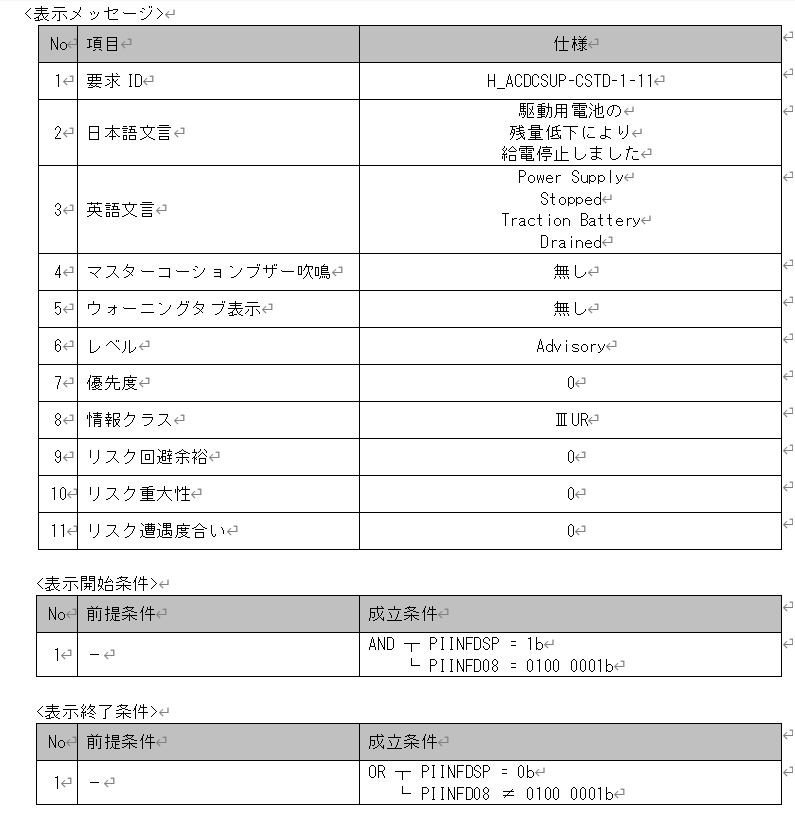 <表示メッセージ>
No 項目 仕様
1 要求 ID H_ACDCSUP-CSTD-1-11
2 日本語文言 駆動用電池の
残量低下により
給電停止しました
3 英語文言 Power Supply
Stopped
Traction Battery
Drained
4 マスターコーションブザー吹鳴 無し
5 ウォーニングタブ表示 無し
6 レベル Advisory
7 優先度 0
8 情報クラス ⅢUR
9 リスク回避余裕 0
10 リスク重大性 0
11 リスク遭遇度合い 0
<表示開始条件>
No 前提条件 成立条件
1 － AND ┬ PIINFDSP = 1b
└ PIINFD08 = 0100 0001b
<表示終了条件>
No 前提条件 成立条件
1 － OR ┬ PIINFDSP = 0b
└ PIINFD08 ≠ 0100 0001b